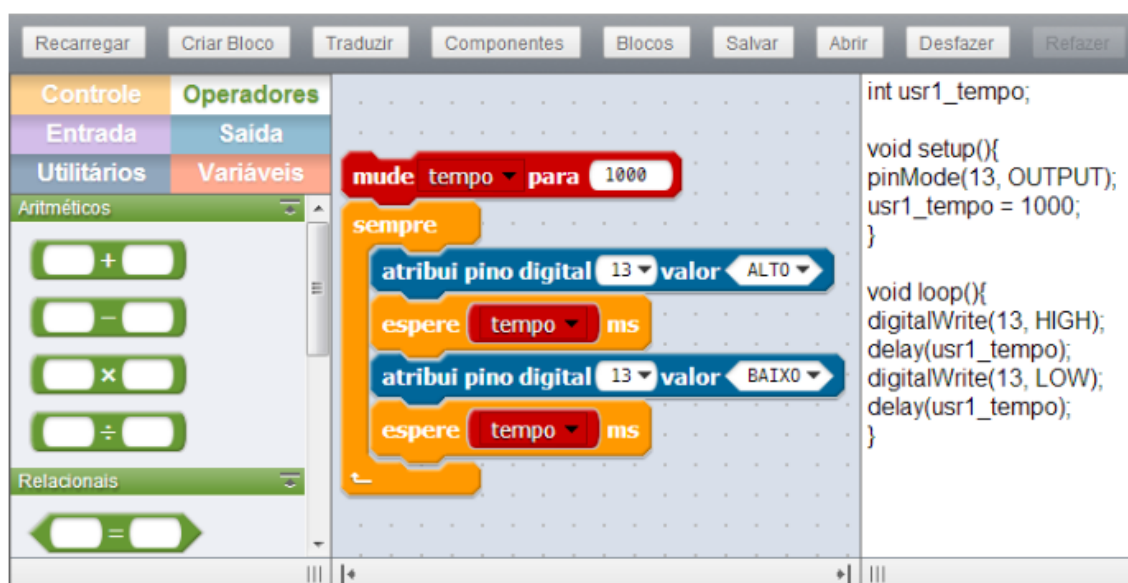 Recarregar Criar Bloco Traduzir Componentes Blocos Salvar Abrir Desfazer Refazer
Controle Operadores
Entrada Saída
Utilitários Variáveis
Aritméticos
+
−
×
÷
Relacionais
=
mude tempo para 1000
sempre
atribui pino digital 13 valor ALTO
espere tempo ms
atribui pino digital 13 valor BAIXO
espere tempo ms
int usr1_tempo;
void setup(){
pinMode(13, OUTPUT);
usr1_tempo = 1000;
}
void loop(){
digitalWrite(13, HIGH);
delay(usr1_tempo);
digitalWrite(13, LOW);
delay(usr1_tempo);
}